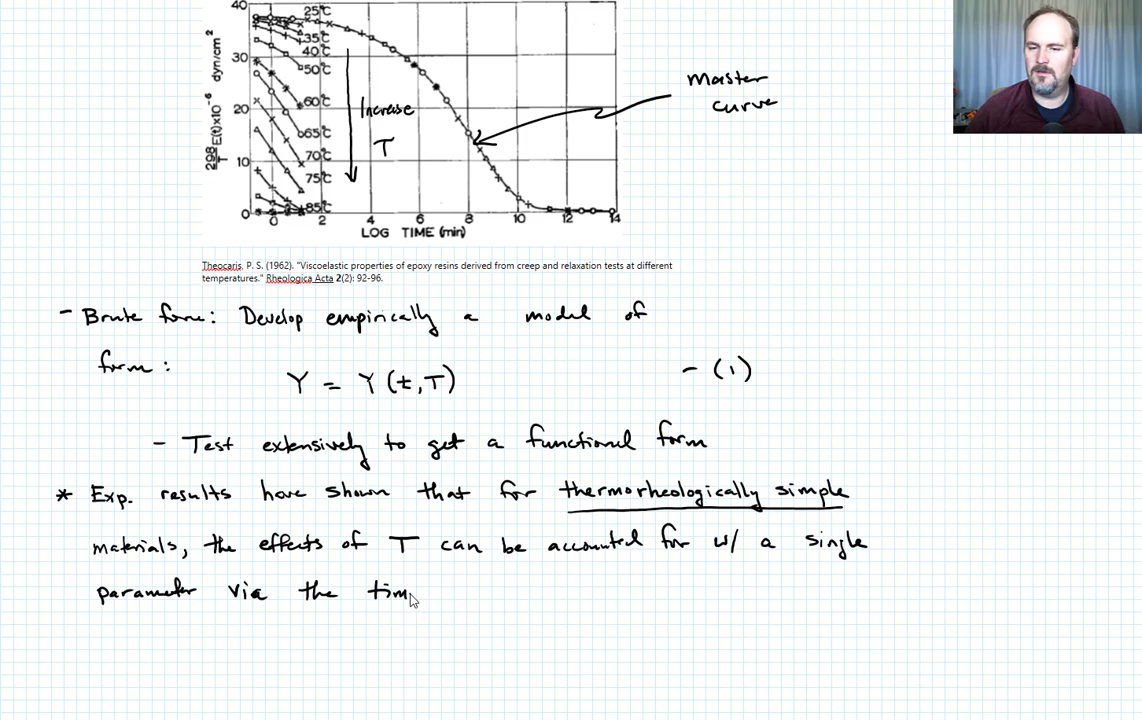 40
25°C
35°C
40°C
30
50°C
60°C
Increase
T
master
curve
20
65°C
70°C
10
75°C
85°C
0
298/T E(t)x10⁻⁶ dyn/cm²
0 2 4 6 8 10 12 14
LOG TIME (min)
Theocaris, P. S. (1962). "Viscoelastic properties of epoxy resins derived from creep and relaxation tests at different
temperatures." Rheologica Acta 2(2): 92-96.
- Brute force: Develop empirically a model of
form:
Y = Y(t,T) - (1)
- Test extensively to get a functional form
* Exp. results have shown that for thermorheologically simple
materials, the effects of T can be accounted for w/ a single
parameter via the tim